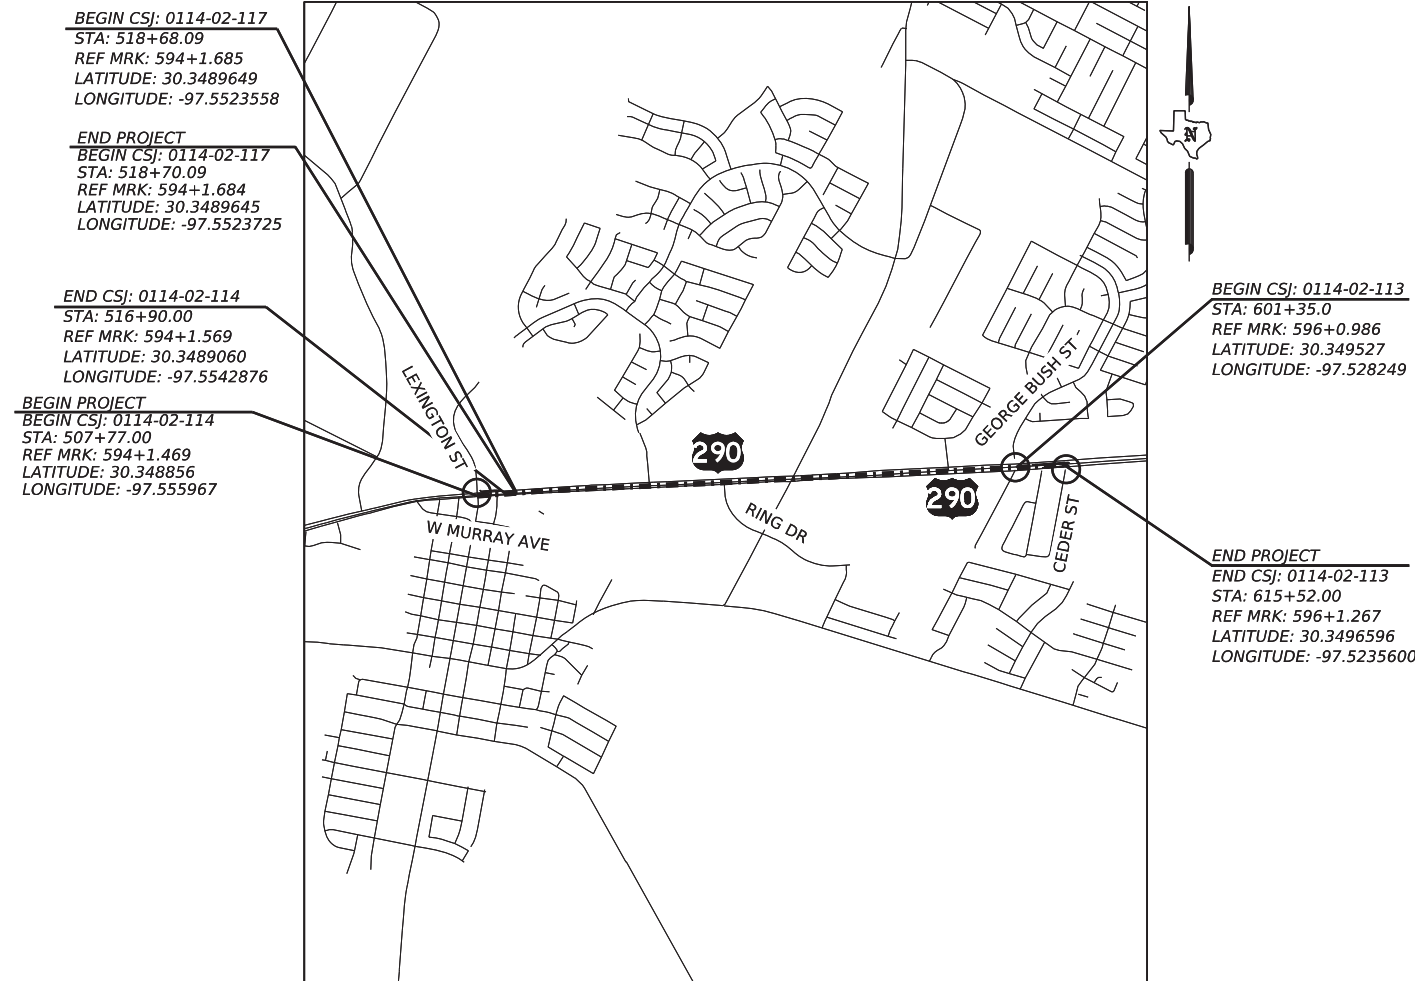 BEGIN CSJ: 0114-02-117
STA: 518+68.09
REF MRK: 594+1.685
LATITUDE: 30.3489649
LONGITUDE: -97.5523558
END PROJECT
BEGIN CSJ: 0114-02-117
STA: 518+70.09
REF MRK: 594+1.684
LATITUDE: 30.3489645
LONGITUDE: -97.5523725
END CSJ: 0114-02-114
STA: 516+90.00
REF MRK: 594+1.569
LATITUDE: 30.3489060
LONGITUDE: -97.5542876
BEGIN PROJECT
BEGIN CSJ: 0114-02-114
STA: 507+77.00
REF MRK: 594+1.469
LATITUDE: 30.348856
LONGITUDE: -97.555967
LEXINGTON ST
W MURRAY AVE
290
RING DR
290
GEORGE BUSH ST
CEDER ST
N
BEGIN CSJ: 0114-02-113
STA: 601+35.0
REF MRK: 596+0.986
LATITUDE: 30.349527
LONGITUDE: -97.528249
END PROJECT
END CSJ: 0114-02-113
STA: 615+52.00
REF MRK: 596+1.267
LATITUDE: 30.3496596
LONGITUDE: -97.5235600